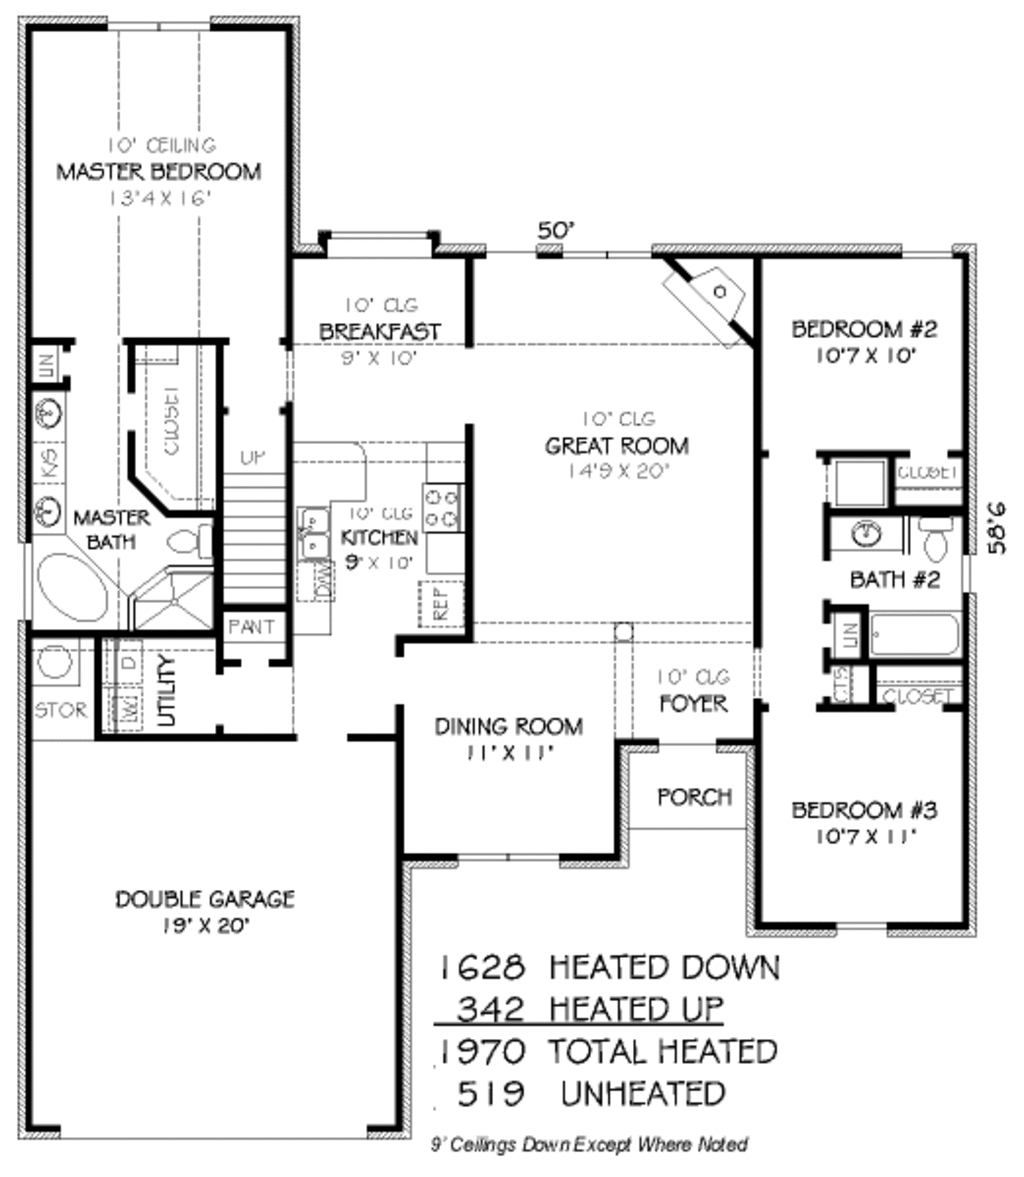 10' CEILING
MASTER BEDROOM
13'4 X 16'
50'
10' CLG
BREAKFAST
9' X 10'
BEDROOM #2
10'7 X 10'
LIN
CLOSET
10' CLG
GREAT ROOM
14'9 X 20'
K/S
UP
CLOSET
MASTER
BATH
10' CLG
KITCHEN
9' X 10'
58'6
BATH #2
D/W
REF
PANT
LIN
D
W
UTILITY
STOR
10' CLG
FOYER
CTS
CLOSET
DINING ROOM
11' X 11'
PORCH
BEDROOM #3
10'7 X 11'
DOUBLE GARAGE
19' X 20'
1628 HEATED DOWN
342 HEATED UP
1970 TOTAL HEATED
519 UNHEATED
9' Ceilings Down Except Where Noted